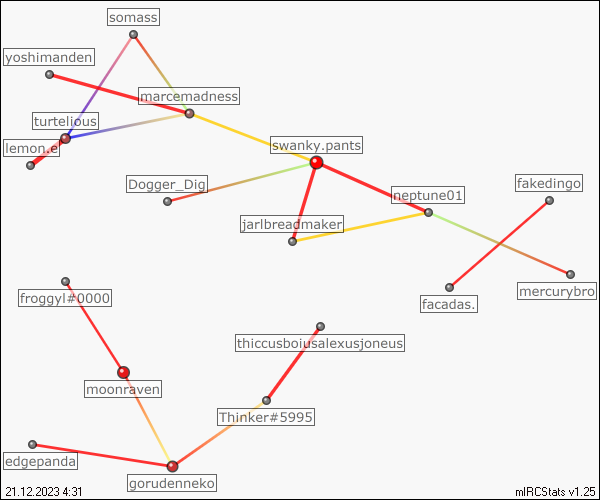 somass
yoshimanden
marcemadness
turtelious
swanky.pants
lemon.e
Dogger_Dig
fakedingo
neptune01
jarlbreadmaker
mercurybro
froggyl#0000
facadas.
thiccusboiusalexusjoneus
moonraven
Thinker#5995
edgepanda
gorudenneko
21.12.2023 4:31
mIRCStats v1.25